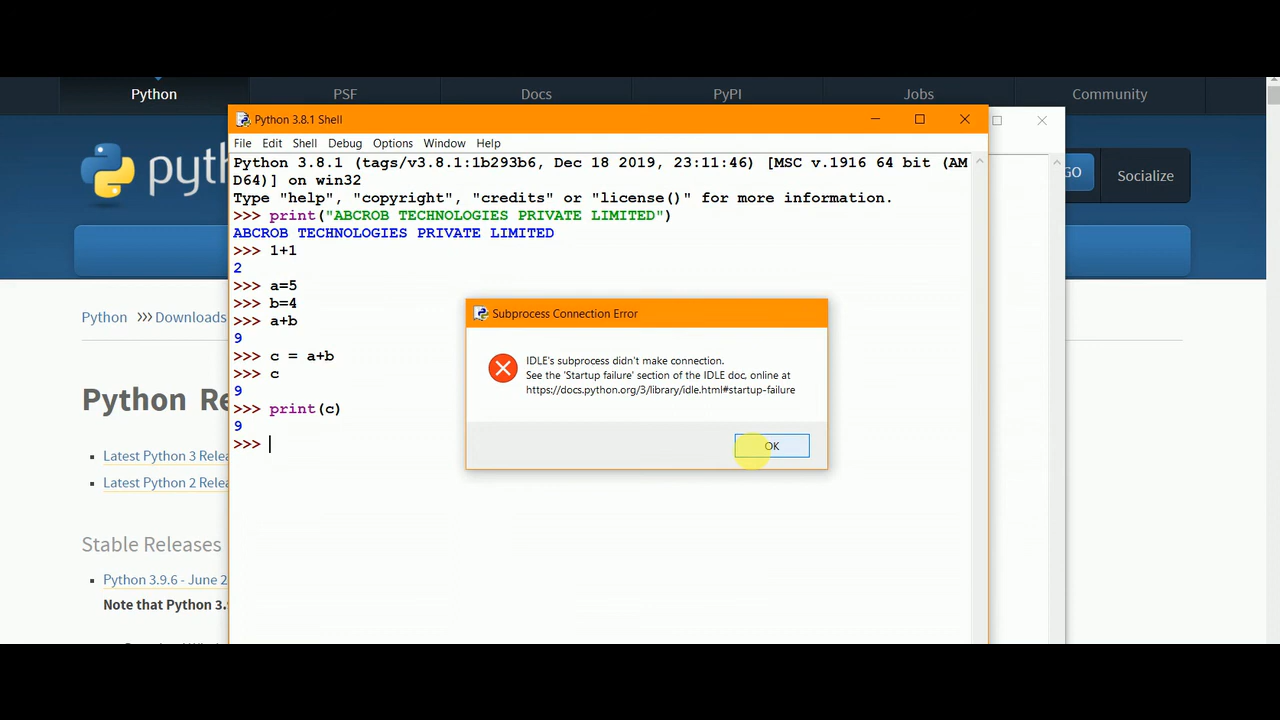 Python PSF Docs PyPI Jobs Community
Python 3.8.1 Shell
File Edit Shell Debug Options Window Help
Python 3.8.1 (tags/v3.8.1:1b293b6, Dec 18 2019, 23:11:46) [MSC v.1916 64 bit (AM
D64)] on win32
Type "help", "copyright", "credits" or "license()" for more information.
>>> print("ABCROB TECHNOLOGIES PRIVATE LIMITED")
ABCROB TECHNOLOGIES PRIVATE LIMITED
>>> 1+1
2
>>> a=5
>>> b=4
>>> a+b
9
>>> c = a+b
>>> c
9
>>> print(c)
9
>>>
Subprocess Connection Error
IDLE's subprocess didn't make connection.
See the 'Startup failure' section of the IDLE doc, online at
https://docs.python.org/3/library/idle.html#startup-failure
OK
pyth
GO
Socialize
Python >>> Downloads
Python Re
Latest Python 3 Relea
Latest Python 2 Relea
Stable Releases
Python 3.9.6 - June 2
Note that Python 3.